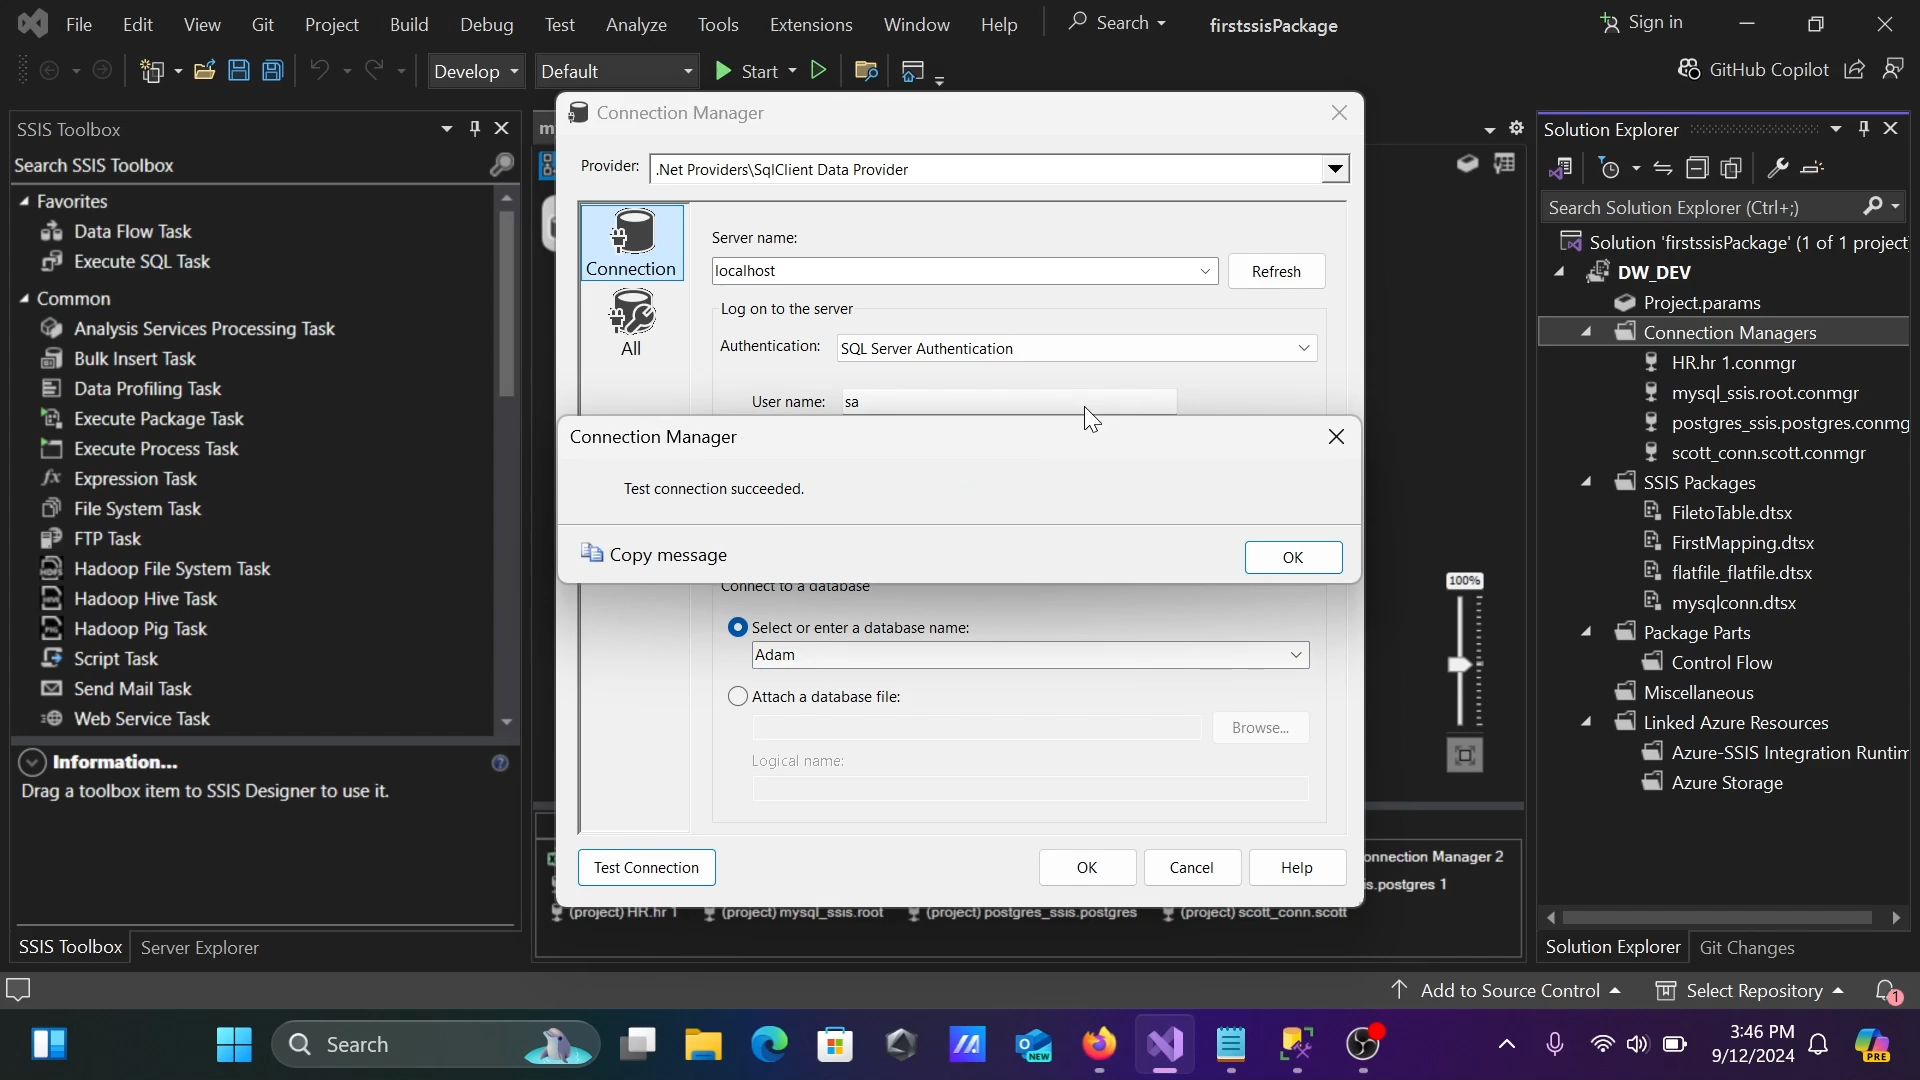 File Edit View Git Project Build Debug Test Analyze Tools Extensions Window Help Search firstssisPackage Sign in
Develop Default Start GitHub Copilot
SSIS Toolbox
Search SSIS Toolbox
Favorites
Data Flow Task
Execute SQL Task
Common
Analysis Services Processing Task
Bulk Insert Task
Data Profiling Task
Execute Package Task
Execute Process Task
Expression Task
File System Task
FTP Task
Hadoop File System Task
Hadoop Hive Task
Hadoop Pig Task
Script Task
Send Mail Task
Web Service Task
Information...
Drag a toolbox item to SSIS Designer to use it.
SSIS Toolbox Server Explorer
Connection Manager
Provider: .Net Providers\SqlClient Data Provider
Connection
All
Server name:
localhost Refresh
Log on to the server
Authentication: SQL Server Authentication
User name: sa
Connection Manager
Test connection succeeded.
Copy message OK
Connect to a database
Select or enter a database name:
Adam
Attach a database file:
Browse...
Logical name:
Test Connection OK Cancel Help
onnection Manager 2
is.postgres 1
(project) HR.hr 1 (project) mysql_ssis.root (project) postgres_ssis.postgres (project) scott_conn.scott
100%
Solution Explorer
Search Solution Explorer (Ctrl+;)
Solution 'firstssisPackage' (1 of 1 project
DW_DEV
Project.params
Connection Managers
HR.hr 1.conmgr
mysql_ssis.root.conmgr
postgres_ssis.postgres.conmg
scott_conn.scott.conmgr
SSIS Packages
FiletoTable.dtsx
FirstMapping.dtsx
flatfile_flatfile.dtsx
mysqlconn.dtsx
Package Parts
Control Flow
Miscellaneous
Linked Azure Resources
Azure-SSIS Integration Runtim
Azure Storage
Solution Explorer Git Changes
Add to Source Control Select Repository 1
Search NEW 3:46 PM
9/12/2024 PRE